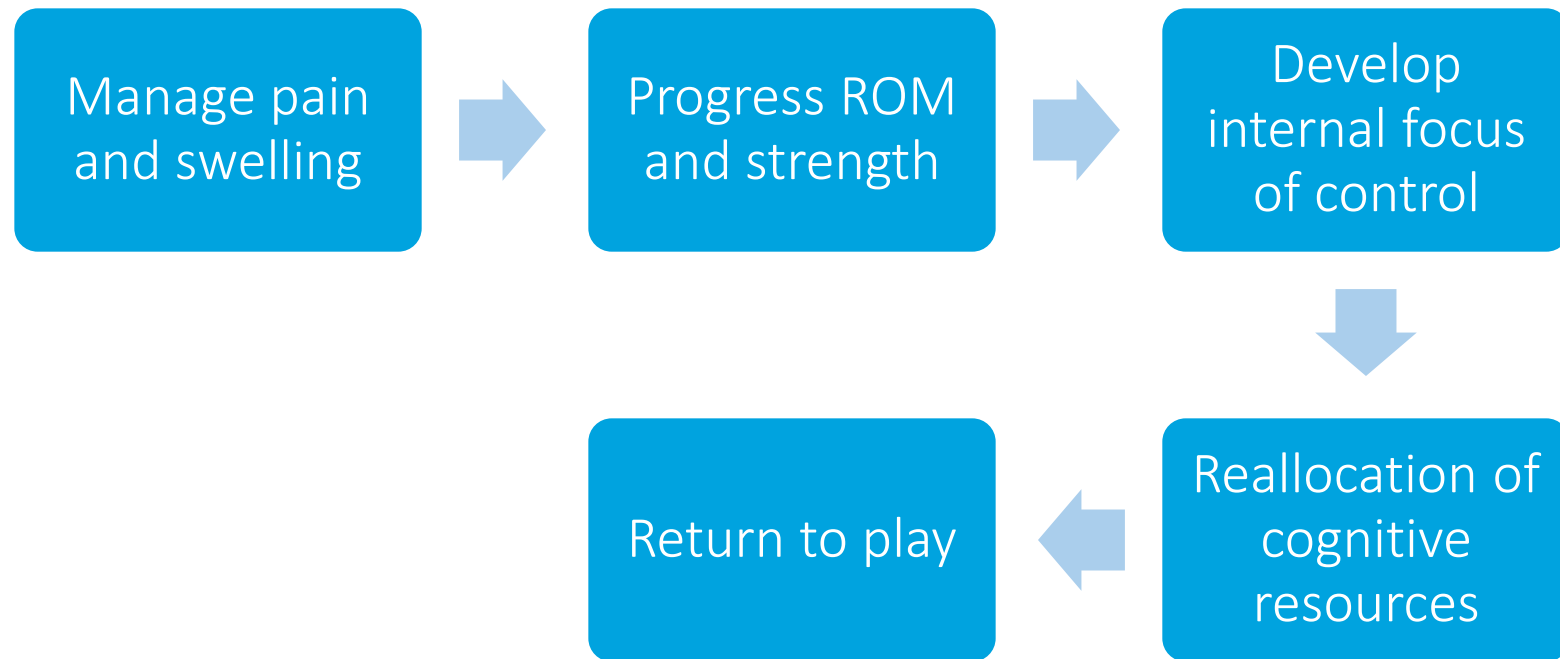 Manage pain
and swelling
Progress ROM
and strength
Develop
internal focus
of control
Reallocation of
cognitive
resources
Return to play